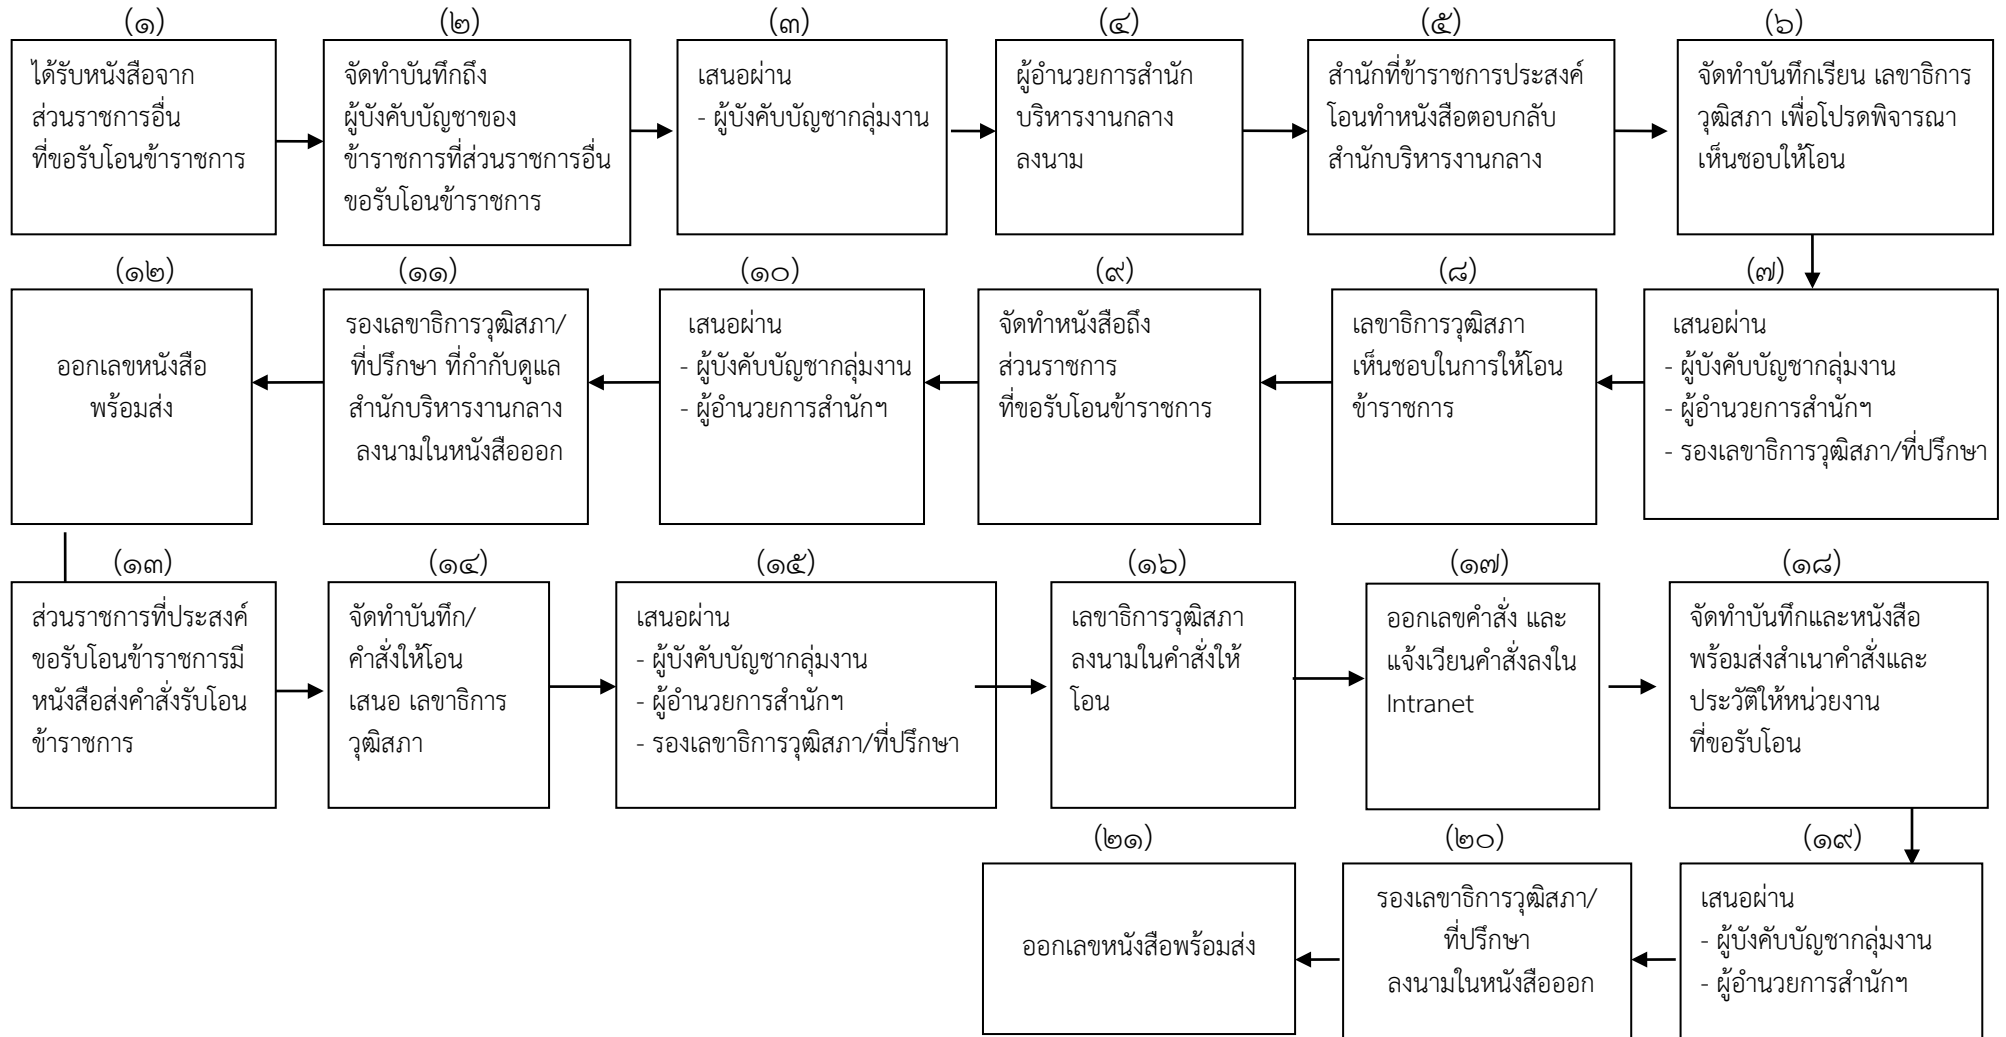 (๑)
ได้รับหนังสือจาก
ส่วนราชการอื่น
ที่ขอรับโอนข้าราชการ
(๒)
จัดทำบันทึกถึง
ผู้บังคับบัญชาของ
ข้าราชการที่ส่วนราชการอื่น
ขอรับโอนข้าราชการ
(๓)
เสนอผ่าน
- ผู้บังคับบัญชากลุ่มงาน
(๔)
ผู้อำนวยการสำนัก
บริหารงานกลาง
ลงนาม
(๕)
สำนักที่ข้าราชการประสงค์
โอนทำหนังสือตอบกลับ
สำนักบริหารงานกลาง
(๖)
จัดทำบันทึกเรียน เลขาธิการ
วุฒิสภา เพื่อโปรดพิจารณา
เห็นชอบให้โอน
(๗)
เสนอผ่าน
- ผู้บังคับบัญชากลุ่มงาน
- ผู้อำนวยการสำนักฯ
- รองเลขาธิการวุฒิสภา/ที่ปรึกษา
(๘)
เลขาธิการวุฒิสภา
เห็นชอบในการให้โอน
ข้าราชการ
(๙)
จัดทำหนังสือถึง
ส่วนราชการ
ที่ขอรับโอนข้าราชการ
(๑๐)
เสนอผ่าน
- ผู้บังคับบัญชากลุ่มงาน
- ผู้อำนวยการสำนักฯ
(๑๑)
รองเลขาธิการวุฒิสภา/
ที่ปรึกษา ที่กำกับดูแล
สำนักบริหารงานกลาง
ลงนามในหนังสือออก
(๑๒)
ออกเลขหนังสือ
พร้อมส่ง
(๑๓)
ส่วนราชการที่ประสงค์
ขอรับโอนข้าราชการมี
หนังสือส่งคำสั่งรับโอน
ข้าราชการ
(๑๔)
จัดทำบันทึก/
คำสั่งให้โอน
เสนอ เลขาธิการ
วุฒิสภา
(๑๕)
เสนอผ่าน
- ผู้บังคับบัญชากลุ่มงาน
- ผู้อำนวยการสำนักฯ
- รองเลขาธิการวุฒิสภา/ที่ปรึกษา
(๑๖)
เลขาธิการวุฒิสภา
ลงนามในคำสั่งให้
โอน
(๑๗)
ออกเลขคำสั่ง และ
แจ้งเวียนคำสั่งลงใน
Intranet
(๑๘)
จัดทำบันทึกและหนังสือ
พร้อมส่งสำเนาคำสั่งและ
ประวัติให้หน่วยงาน
ที่ขอรับโอน
(๑๙)
เสนอผ่าน
- ผู้บังคับบัญชากลุ่มงาน
- ผู้อำนวยการสำนักฯ
(๒๐)
รองเลขาธิการวุฒิสภา/
ที่ปรึกษา
ลงนามในหนังสือออก
(๒๑)
ออกเลขหนังสือพร้อมส่ง